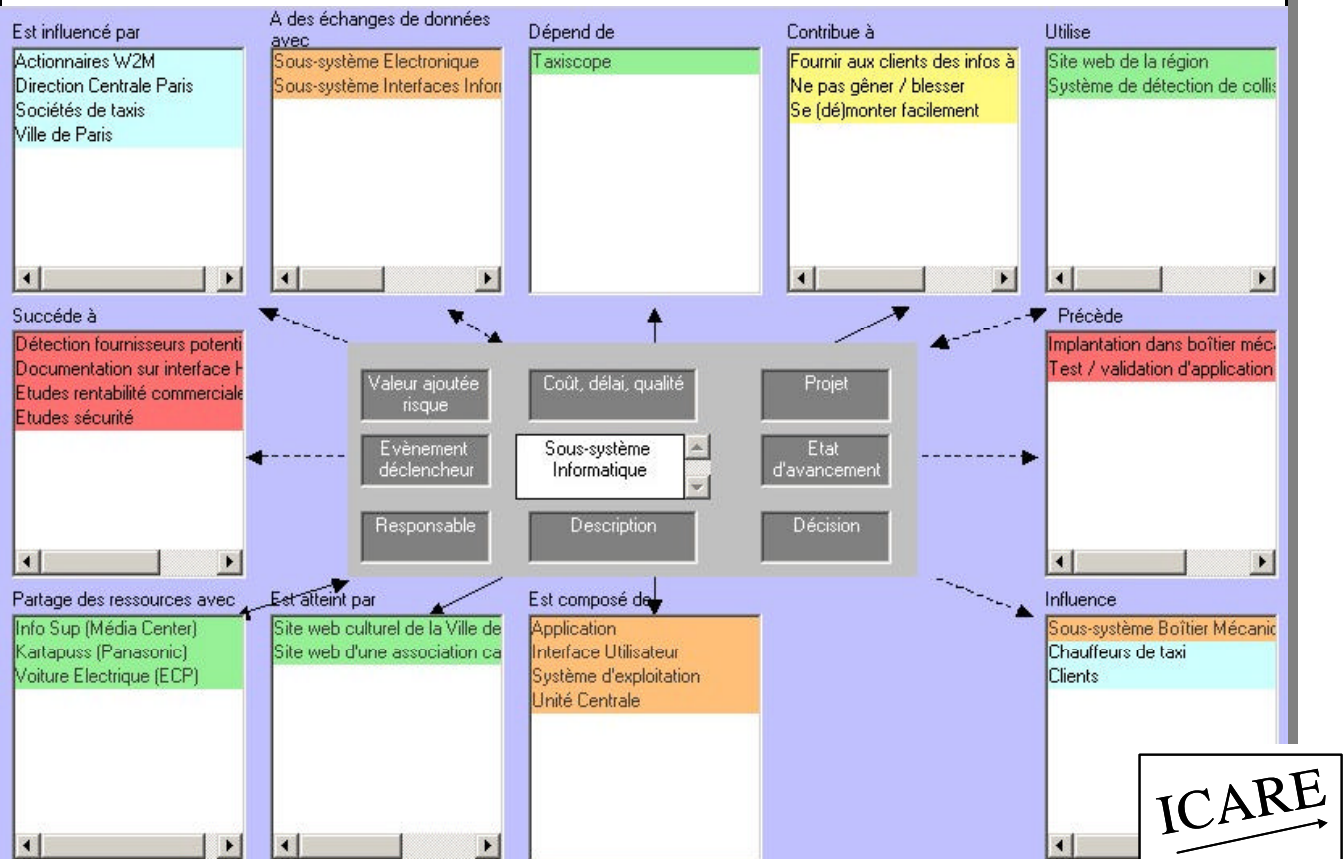 Est influencé par
Actionnaires W2M
Direction Centrale Paris
Sociétés de taxis
Ville de Paris
A des échanges de données
avec
Sous-système Electronique
Sous-système Interfaces Infor
Dépend de
Taxiscope
Contribue à
Fournir aux clients des infos à
Ne pas gêner / blesser
Se (dé)monter facilement
Utilise
Site web de la région
Système de détection de collis
Succéde à
Détection fournisseurs potenti
Documentation sur interface H
Etudes rentabilité commerciale
Etudes sécurité
Valeur ajoutée
risque
Coût, délai, qualité
Projet
Evènement
déclencheur
Sous-système
Informatique
Etat
d'avancement
Responsable
Description
Décision
Précède
Implantation dans boîtier méc
Test / validation d'application
Partage des ressources avec
Info Sup (Média Center)
Kartapuss (Panasonic)
Voiture Electrique (ECP)
Est atteint par
Site web culturel de la Ville de
Site web d'une association ca
Est composé de
Application
Interface Utilisateur
Système d'exploitation
Unité Centrale
Influence
Sous-système Boîtier Mécanic
Chauffeurs de taxi
Clients
ICARE